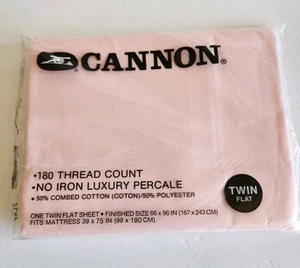 CANNON®
•180 THREAD COUNT
•NO IRON LUXURY PERCALE
• 50% COMBED COTTON (COTON)/50% POLYESTER
TWIN
FLAT
ONE TWIN FLAT SHEET • FINISHED SIZE 66 x 96 IN (167 x 243 CM)
FITS MATTRESS 39 x 75 IN (99 x 190 CM)